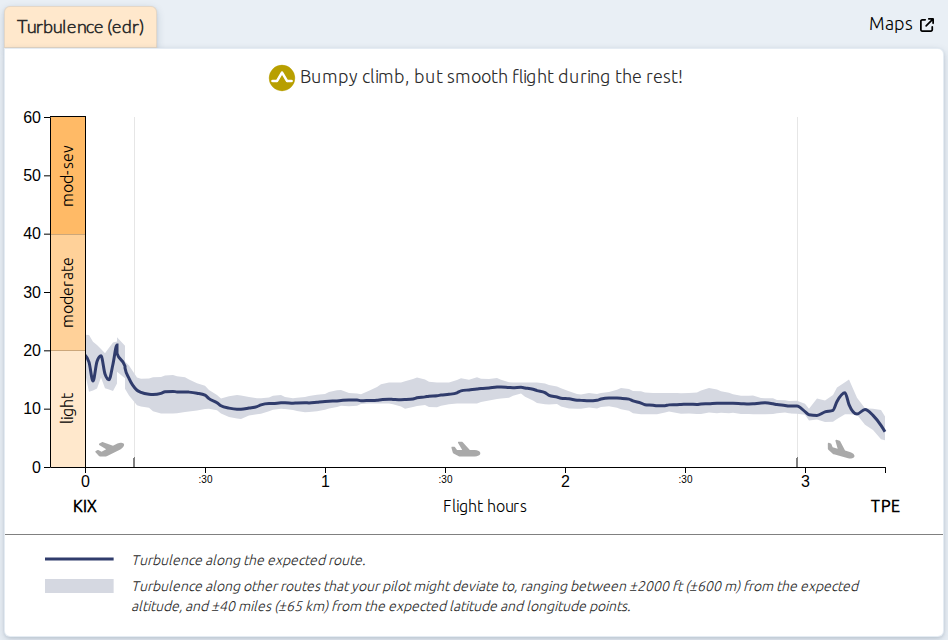 Turbulence (edr)
Maps
Bumpy climb, but smooth flight during the rest!
60
50
40
30
20
10
0
mod-sev
moderate
light
0
:30
1
:30
2
:30
3
KIX
Flight hours
TPE
Turbulence along the expected route.
Turbulence along other routes that your pilot might deviate to, ranging between ±2000 ft (±600 m) from the expected
altitude, and ±40 miles (±65 km) from the expected latitude and longitude points.